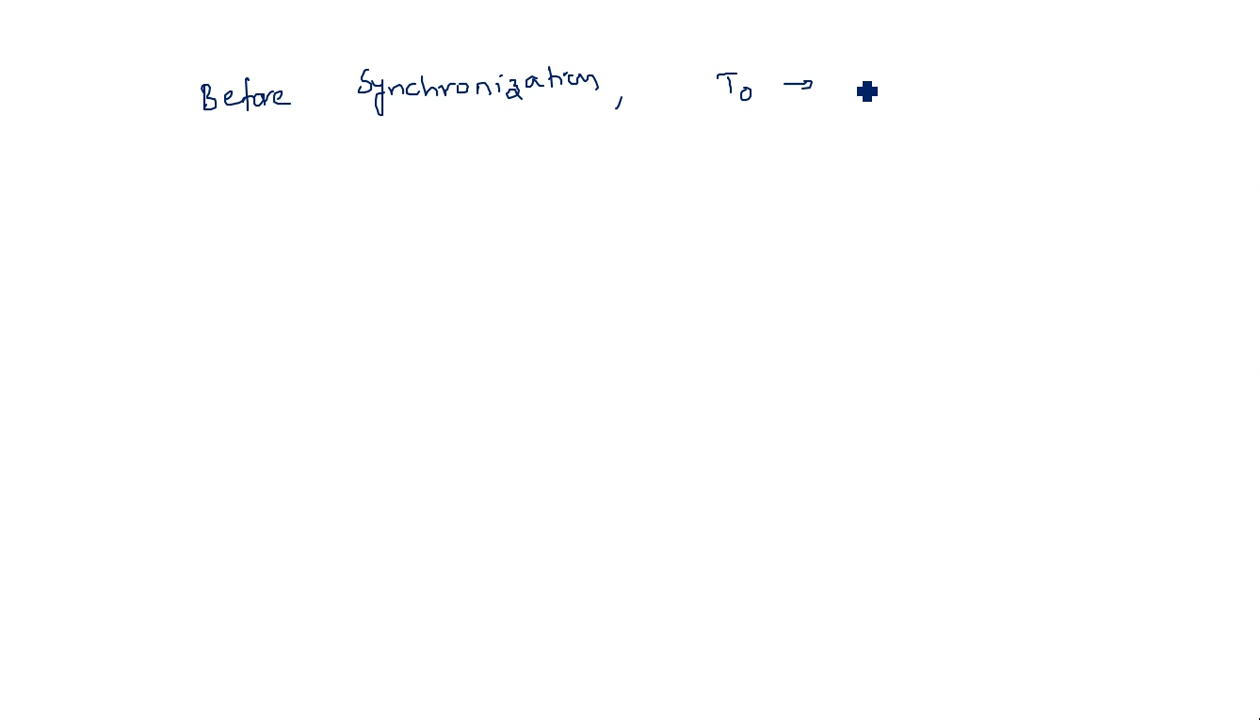 Before Synchronization, T₀ →